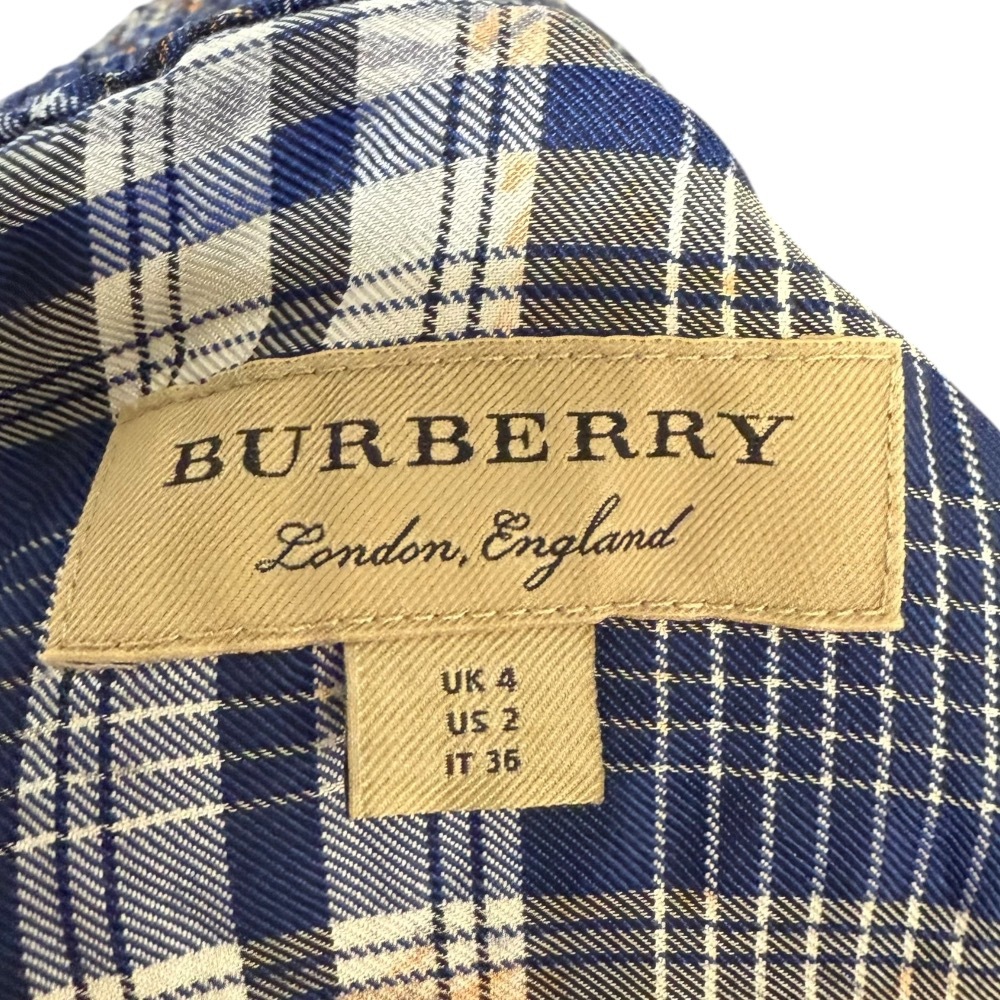 BURBERRY
London, England
UK 4
US 2
IT 36